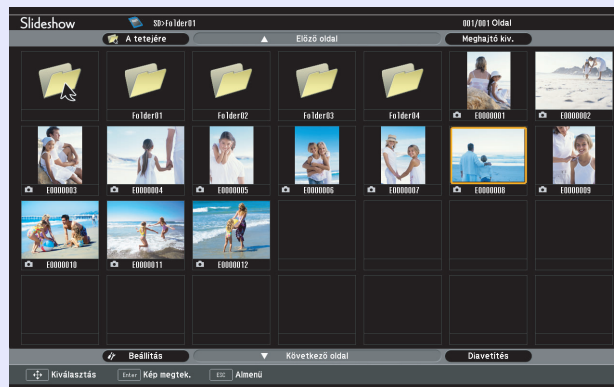 Slideshow SD>Folder01 001/001 Oldal
A tetejére Előző oldal Meghajtó kiv.
Folder01 Folder02 Folder03 Folder04 E0000001 E0000002
E0000003 E0000004 E0000005 E0000006 E0000007 E0000008 E0000009
E0000010 E0000011 E0000012
Beállítás Következő oldal Diavetítés
Kiválasztás Enter Kép megtek. ESC Almenü